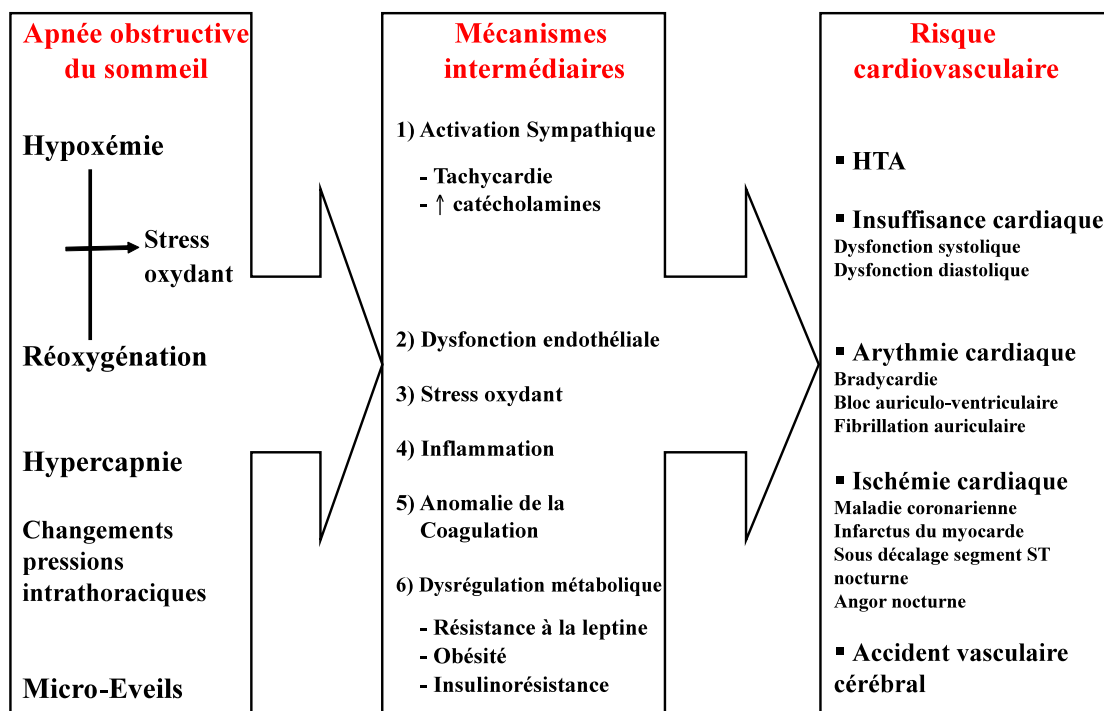 Apnée obstructive
du sommeil
Hypoxémie
Stress
oxydant
Réoxygénation
Hypercapnie
Changements
pressions
intrathoraciques
Micro-Eveils
Mécanismes
intermédiaires
1) Activation Sympathique
- Tachycardie
- ↑ catécholamines
2) Dysfonction endothéliale
3) Stress oxydant
4) Inflammation
5) Anomalie de la
Coagulation
6) Dysrégulation métabolique
- Résistance à la leptine
- Obésité
- Insulinorésistance
Risque
cardiovasculaire
▪ HTA
▪ Insuffisance cardiaque
Dysfonction systolique
Dysfonction diastolique
▪ Arythmie cardiaque
Bradycardie
Bloc auriculo-ventriculaire
Fibrillation auriculaire
▪ Ischémie cardiaque
Maladie coronarienne
Infarctus du myocarde
Sous décalage segment ST
nocturne
Angor nocturne
▪ Accident vasculaire
cérébral